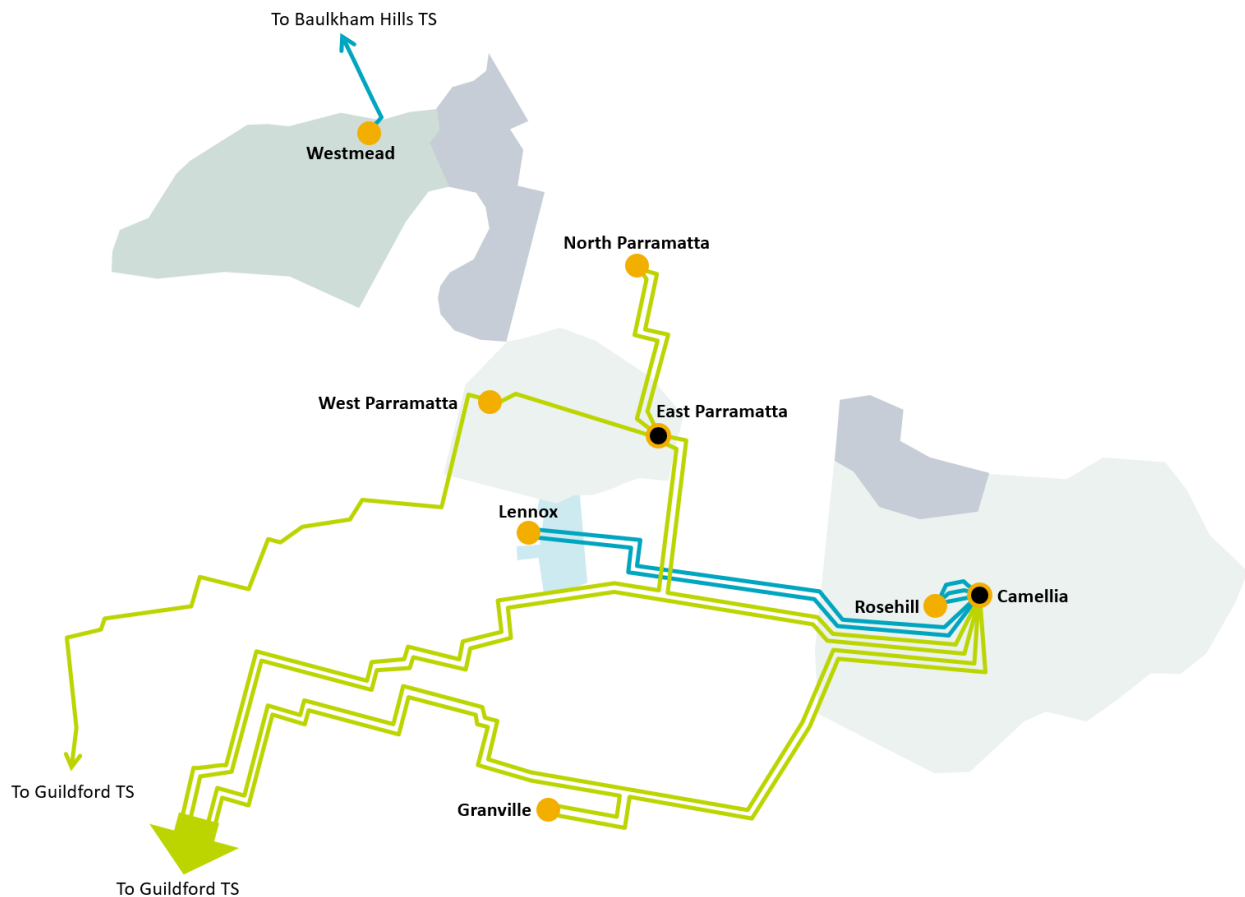 To Baulkham Hills TS
Westmead
North Parramatta
West Parramatta
East Parramatta
Lennox
Rosehill
Camellia
To Guildford TS
Granville
To Guildford TS